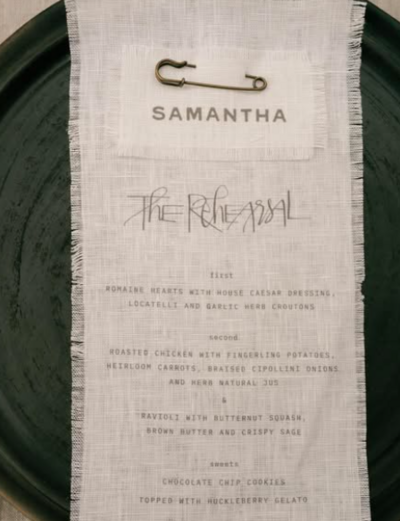 SAMANTHA
The Rehearsal
first
ROMAINE HEARTS WITH HOUSE CAESAR DRESSING,
LOCATELLI AND GARLIC HERB CROUTONS
second
ROASTED CHICKEN WITH FINGERLING POTATOES,
HEIRLOOM CARROTS, BRAISED CIPOLLINI ONIONS
AND HERB NATURAL JUS
&
RAVIOLI WITH BUTTERNUT SQUASH,
BROWN BUTTER AND CRISPY SAGE
sweets
CHOCOLATE CHIP COOKIES
TOPPED WITH HUCKLEBERRY GELATO